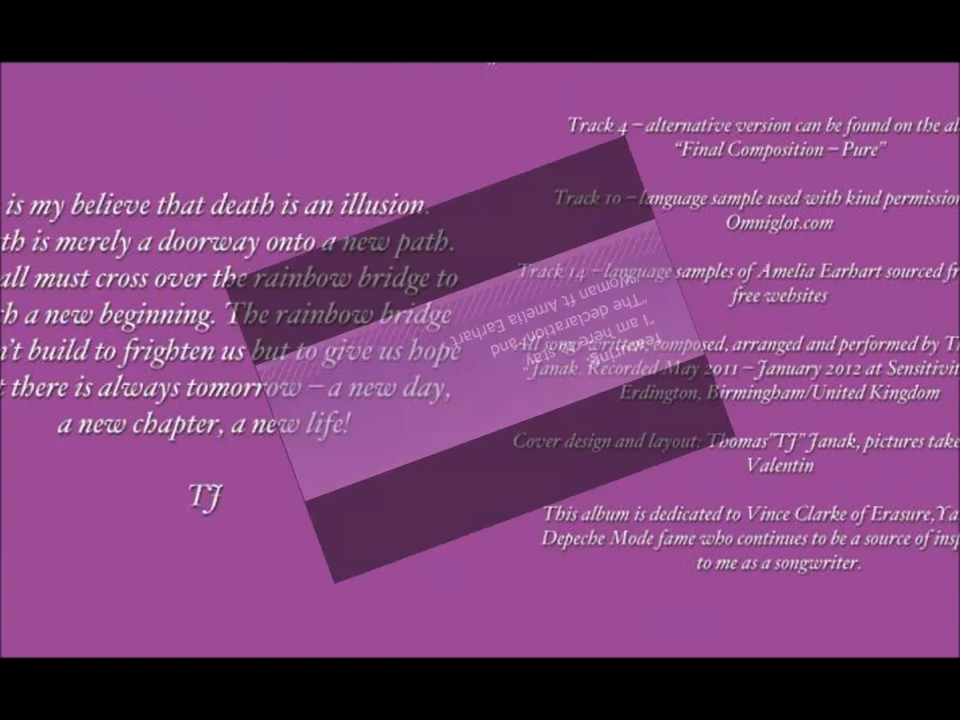 is my believe that death is an illusion.
th is merely a doorway onto a new path.
all must cross over the rainbow bridge to
h a new beginning. The rainbow bridge
n't build to frighten us but to give us hope
t there is always tomorrow – a new day,
a new chapter, a new life!
TJ
Track 4 – alternative version can be found on the al
“Final Composition – Pure”
Track 10 – language sample used with kind permission
Omniglot.com
Track 14 – language samples of Amelia Earhart sourced fr
free websites
All songs written, composed, arranged and performed by T
Janak. Recorded May 2011 – January 2012 at Sensitivit
Erdington, Birmingham/United Kingdom
Cover design and layout: Thomas"TJ" Janak, pictures take
Valentin
This album is dedicated to Vince Clarke of Erasure,Ya
Depeche Mode fame who continues to be a source of insp
to me as a songwriter.
featuring
"I am here to stay"
"The declaration" and
"Woman ft Amelia Earhart"